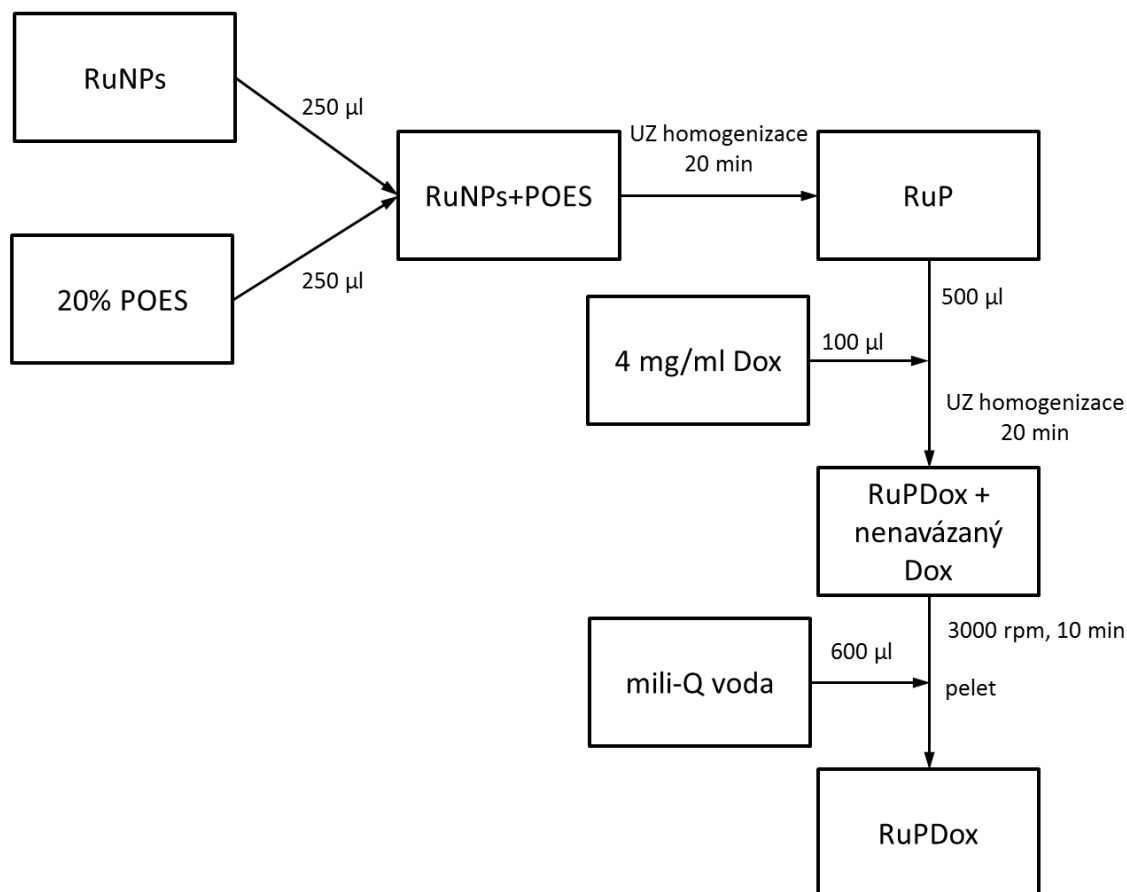 RuNPs
250 µl
20% POES
250 µl
RuNPs+POES
UZ homogenizace
20 min
RuP
500 µl
4 mg/ml Dox
100 µl
UZ homogenizace
20 min
RuPDox +
nenavázaný
Dox
3000 rpm, 10 min
mili-Q voda
600 µl
pelet
RuPDox